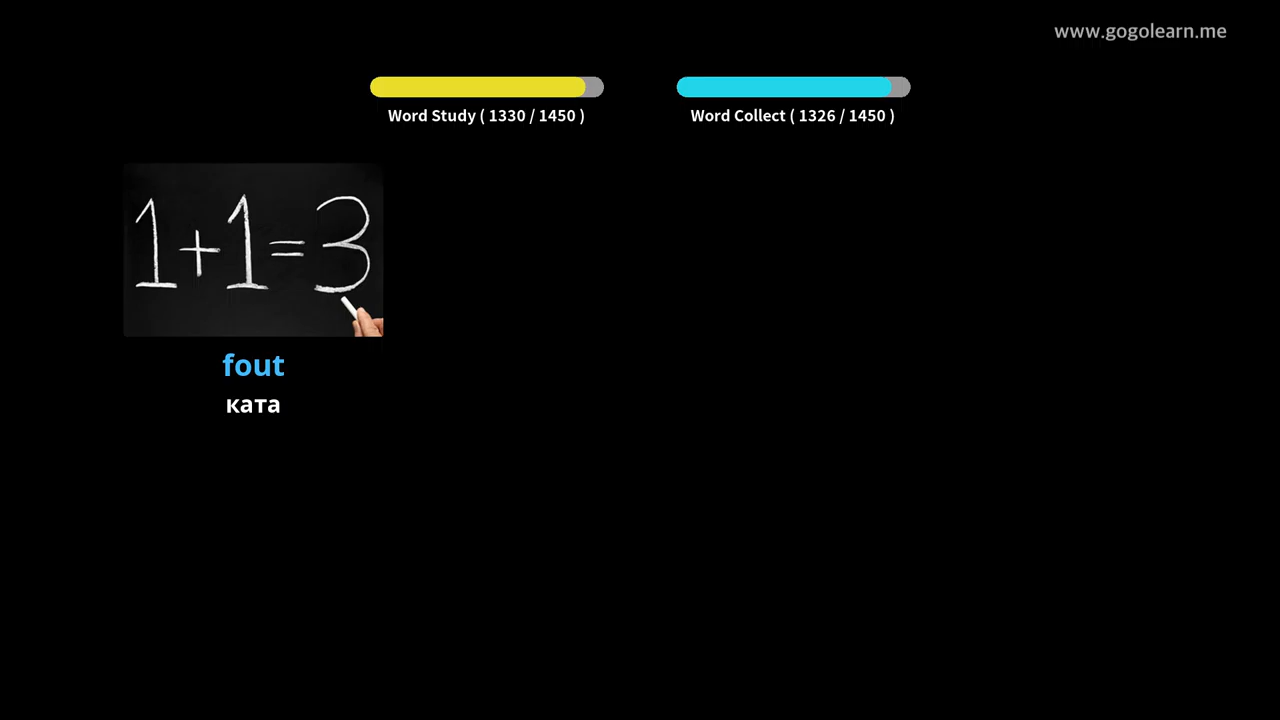 www.gogolearn.me
Word Study ( 1330 / 1450 )
Word Collect ( 1326 / 1450 )
1+1=3
fout
ката